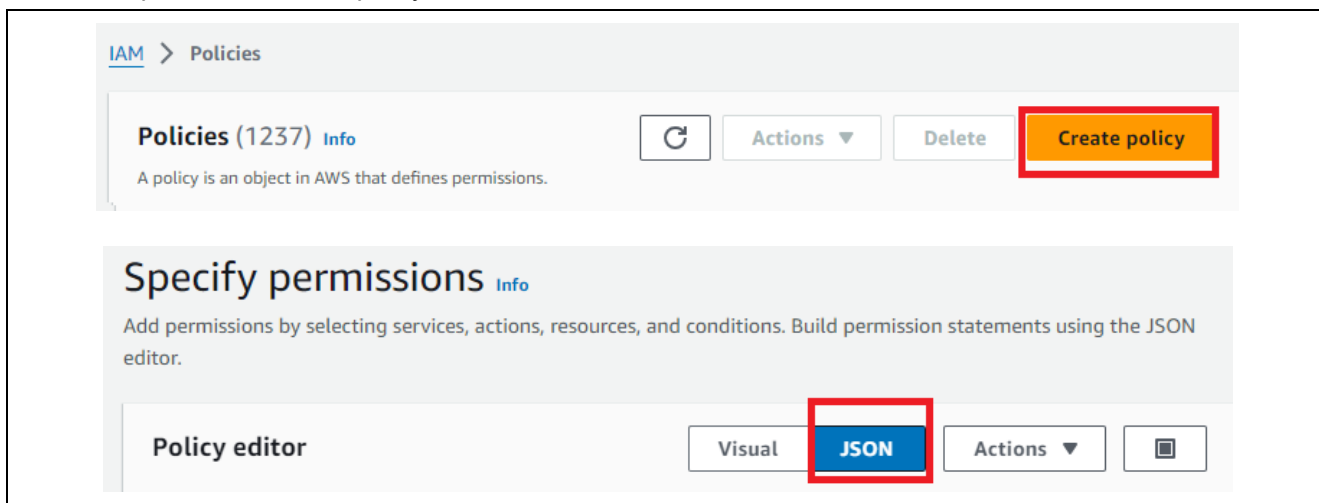 IAM > Policies
Policies (1237) Info
Actions ▼
Delete
Create policy
A policy is an object in AWS that defines permissions.
Specify permissions Info
Add permissions by selecting services, actions, resources, and conditions. Build permission statements using the JSON
editor.
Policy editor
Visual
JSON
Actions ▼